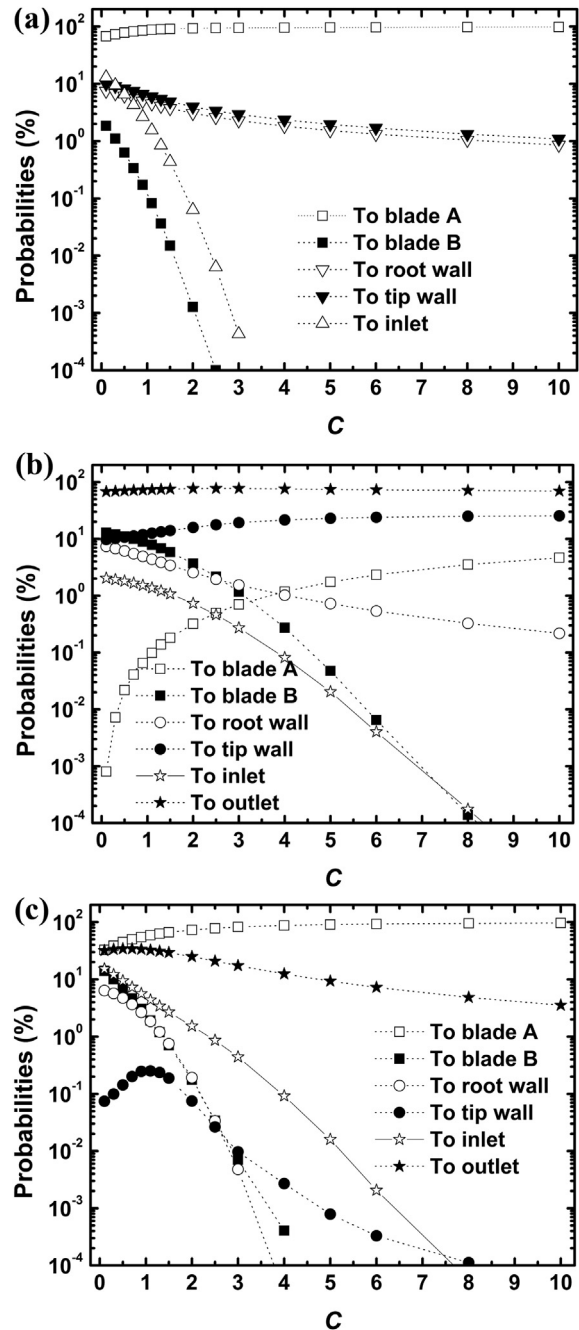 (a)
10²
10¹
10⁰
10⁻¹
10⁻²
10⁻³
10⁻⁴
Probabilities (%)
To blade A
To blade B
To root wall
To tip wall
To inlet
0 1 2 3 4 5 6 7 8 9 10
C
(b)
10²
10¹
10⁰
10⁻¹
10⁻²
10⁻³
10⁻⁴
Probabilities (%)
To blade A
To blade B
To root wall
To tip wall
To inlet
To outlet
0 1 2 3 4 5 6 7 8 9 10
C
(c)
10²
10¹
10⁰
10⁻¹
10⁻²
10⁻³
10⁻⁴
Probabilities (%)
To blade A
To blade B
To root wall
To tip wall
To inlet
To outlet
0 1 2 3 4 5 6 7 8 9 10
C